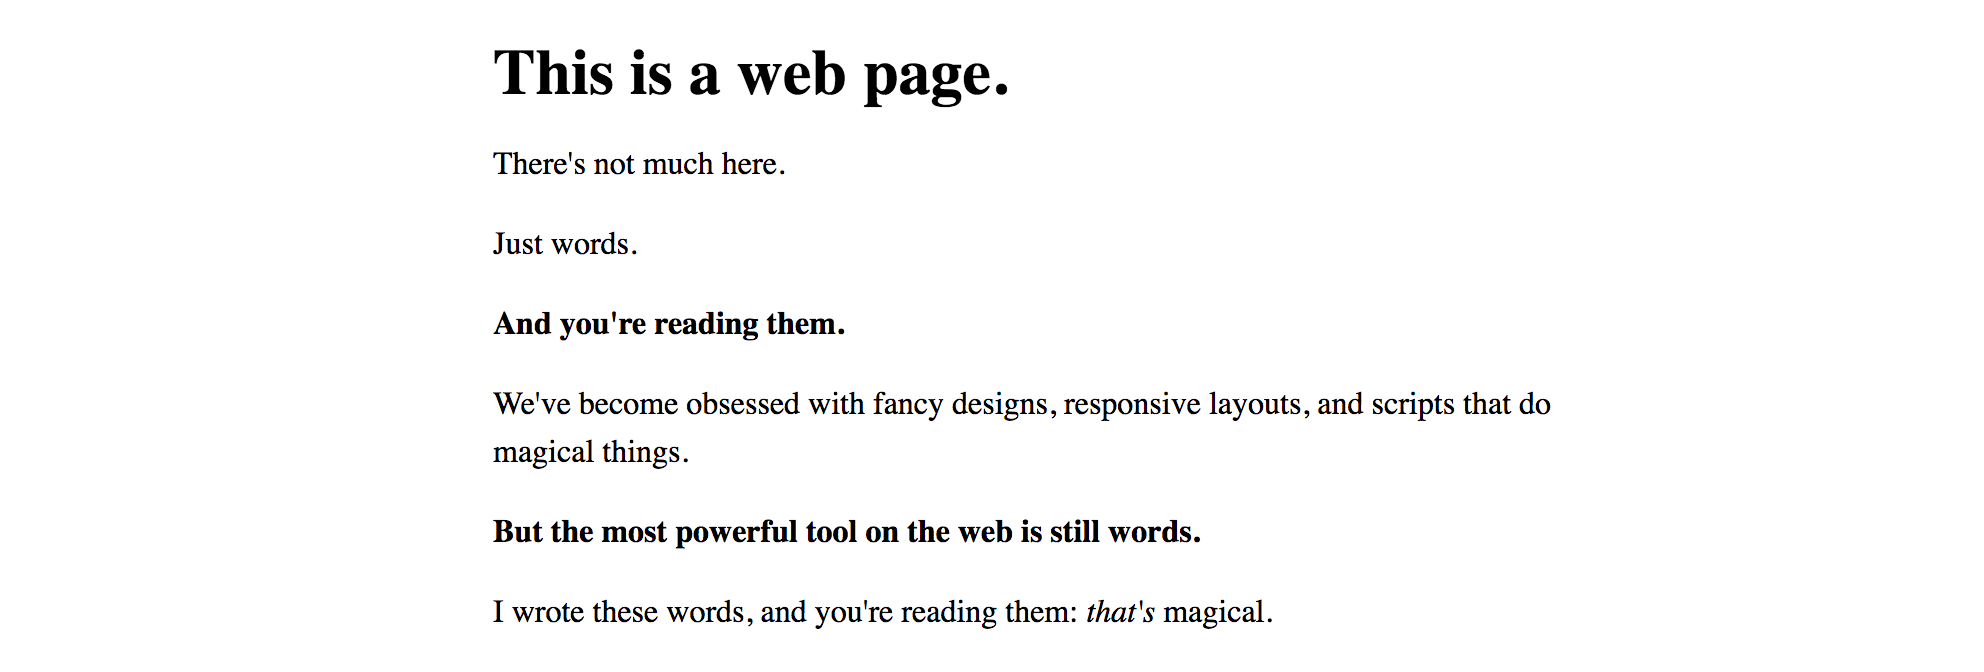 This is a web page.
There's not much here.
Just words.
And you're reading them.
We've become obsessed with fancy designs, responsive layouts, and scripts that do
magical things.
But the most powerful tool on the web is still words.
I wrote these words, and you're reading them: that's magical.